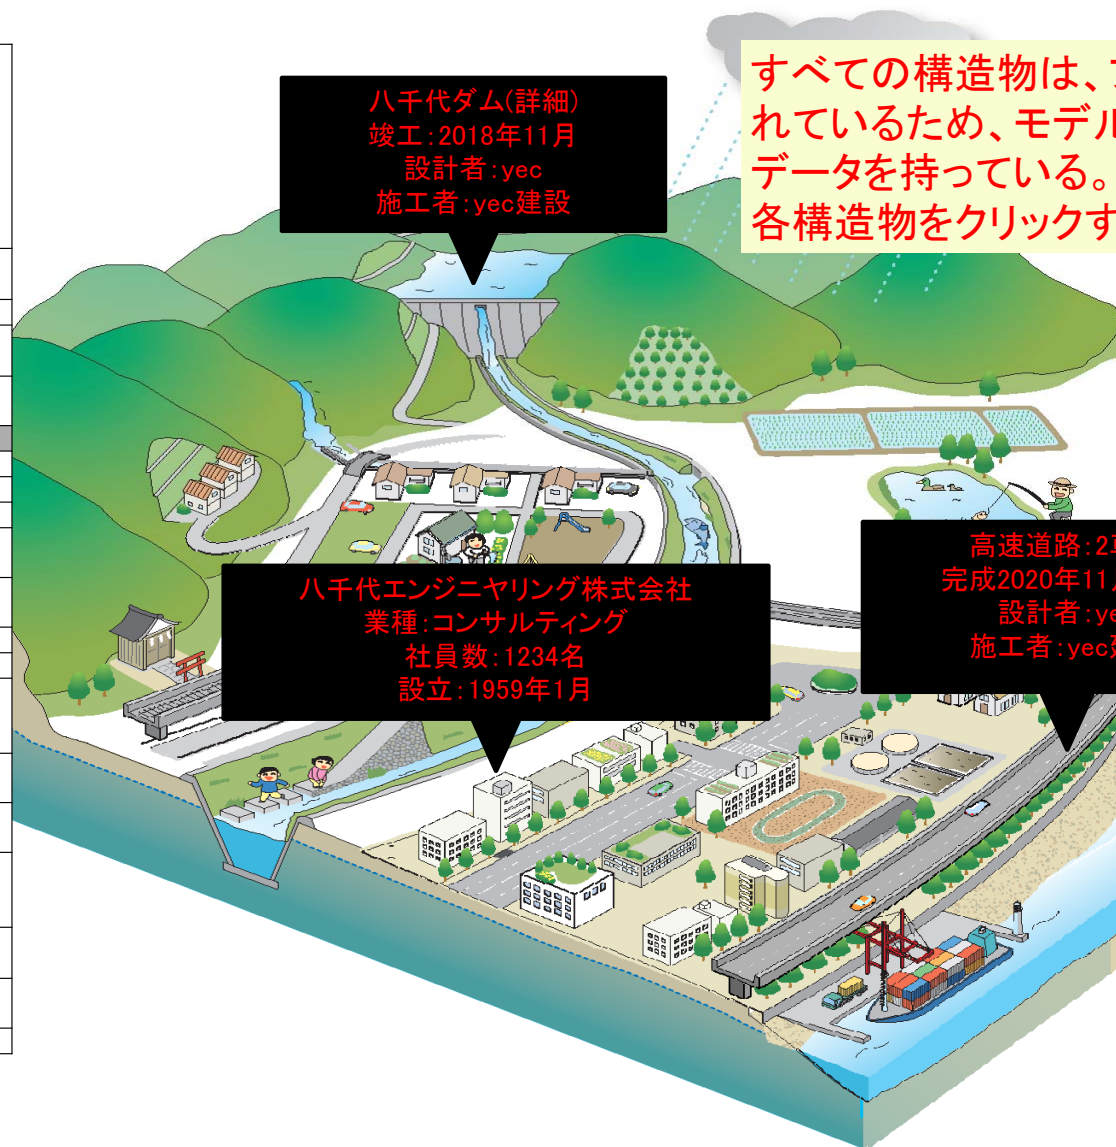 八千代ダム(詳細)
竣工:2018年11月
設計者:yec
施工者:yec建設
すべての構造物は、
れているため、モデル
データを持っている。
各構造物をクリックす
八千代エンジニヤリング株式会社
業種:コンサルティング
社員数:1234名
設立:1959年1月
高速道路:2
完成2020年11
設計者:ye
施工者:yec